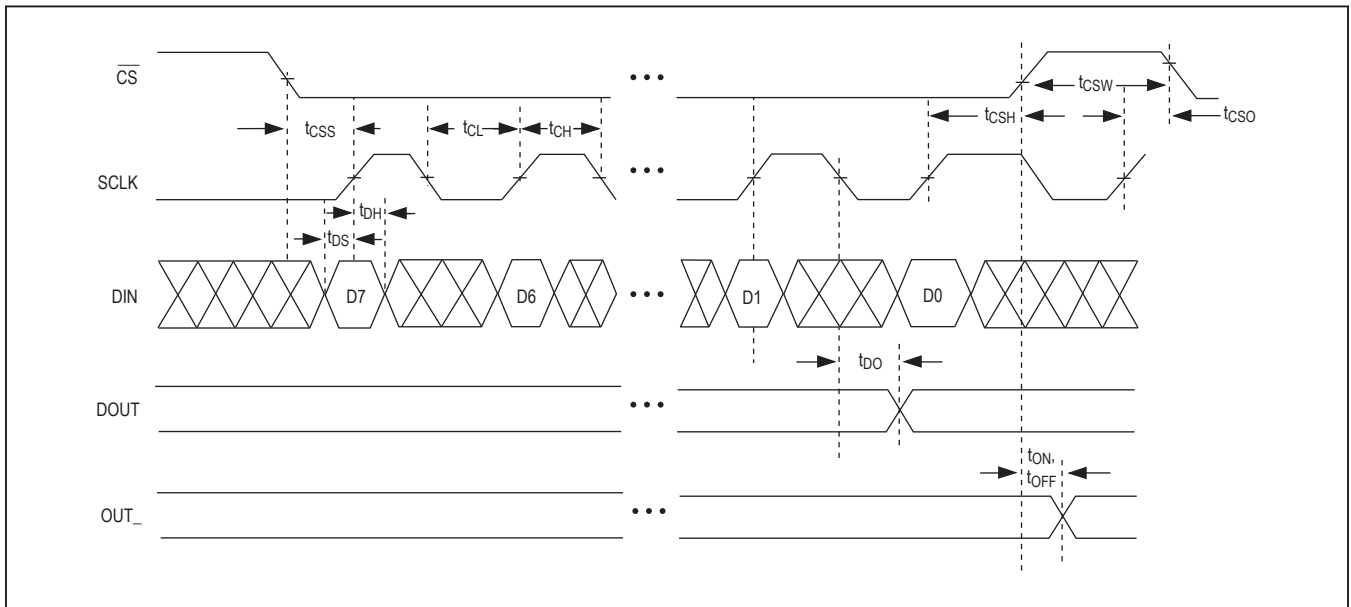 CS
tCSS
tCL
tCH
•••
tCSH
tCSW
tCSO
SCLK
•••
tDH
tDS
DIN
D7
D6
•••
D1
D0
tDO
DOUT
•••
tON,
tOFF
OUT_
•••